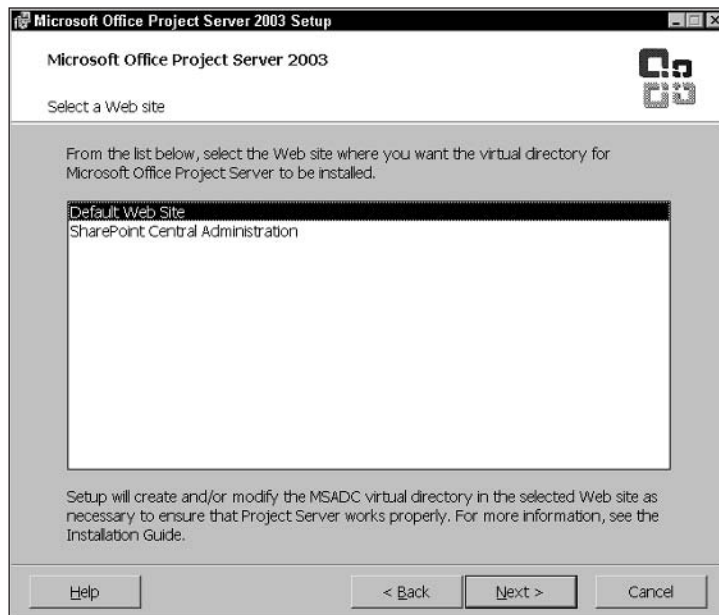 Microsoft Office Project Server 2003 Setup
Microsoft Office Project Server 2003
Select a Web site
From the list below, select the Web site where you want the virtual directory for
Microsoft Office Project Server to be installed.
Default Web Site
SharePoint Central Administration
Setup will create and/or modify the MSADC virtual directory in the selected Web site as
necessary to ensure that Project Server works properly. For more information, see the
Installation Guide.
Help
< Back
Next >
Cancel